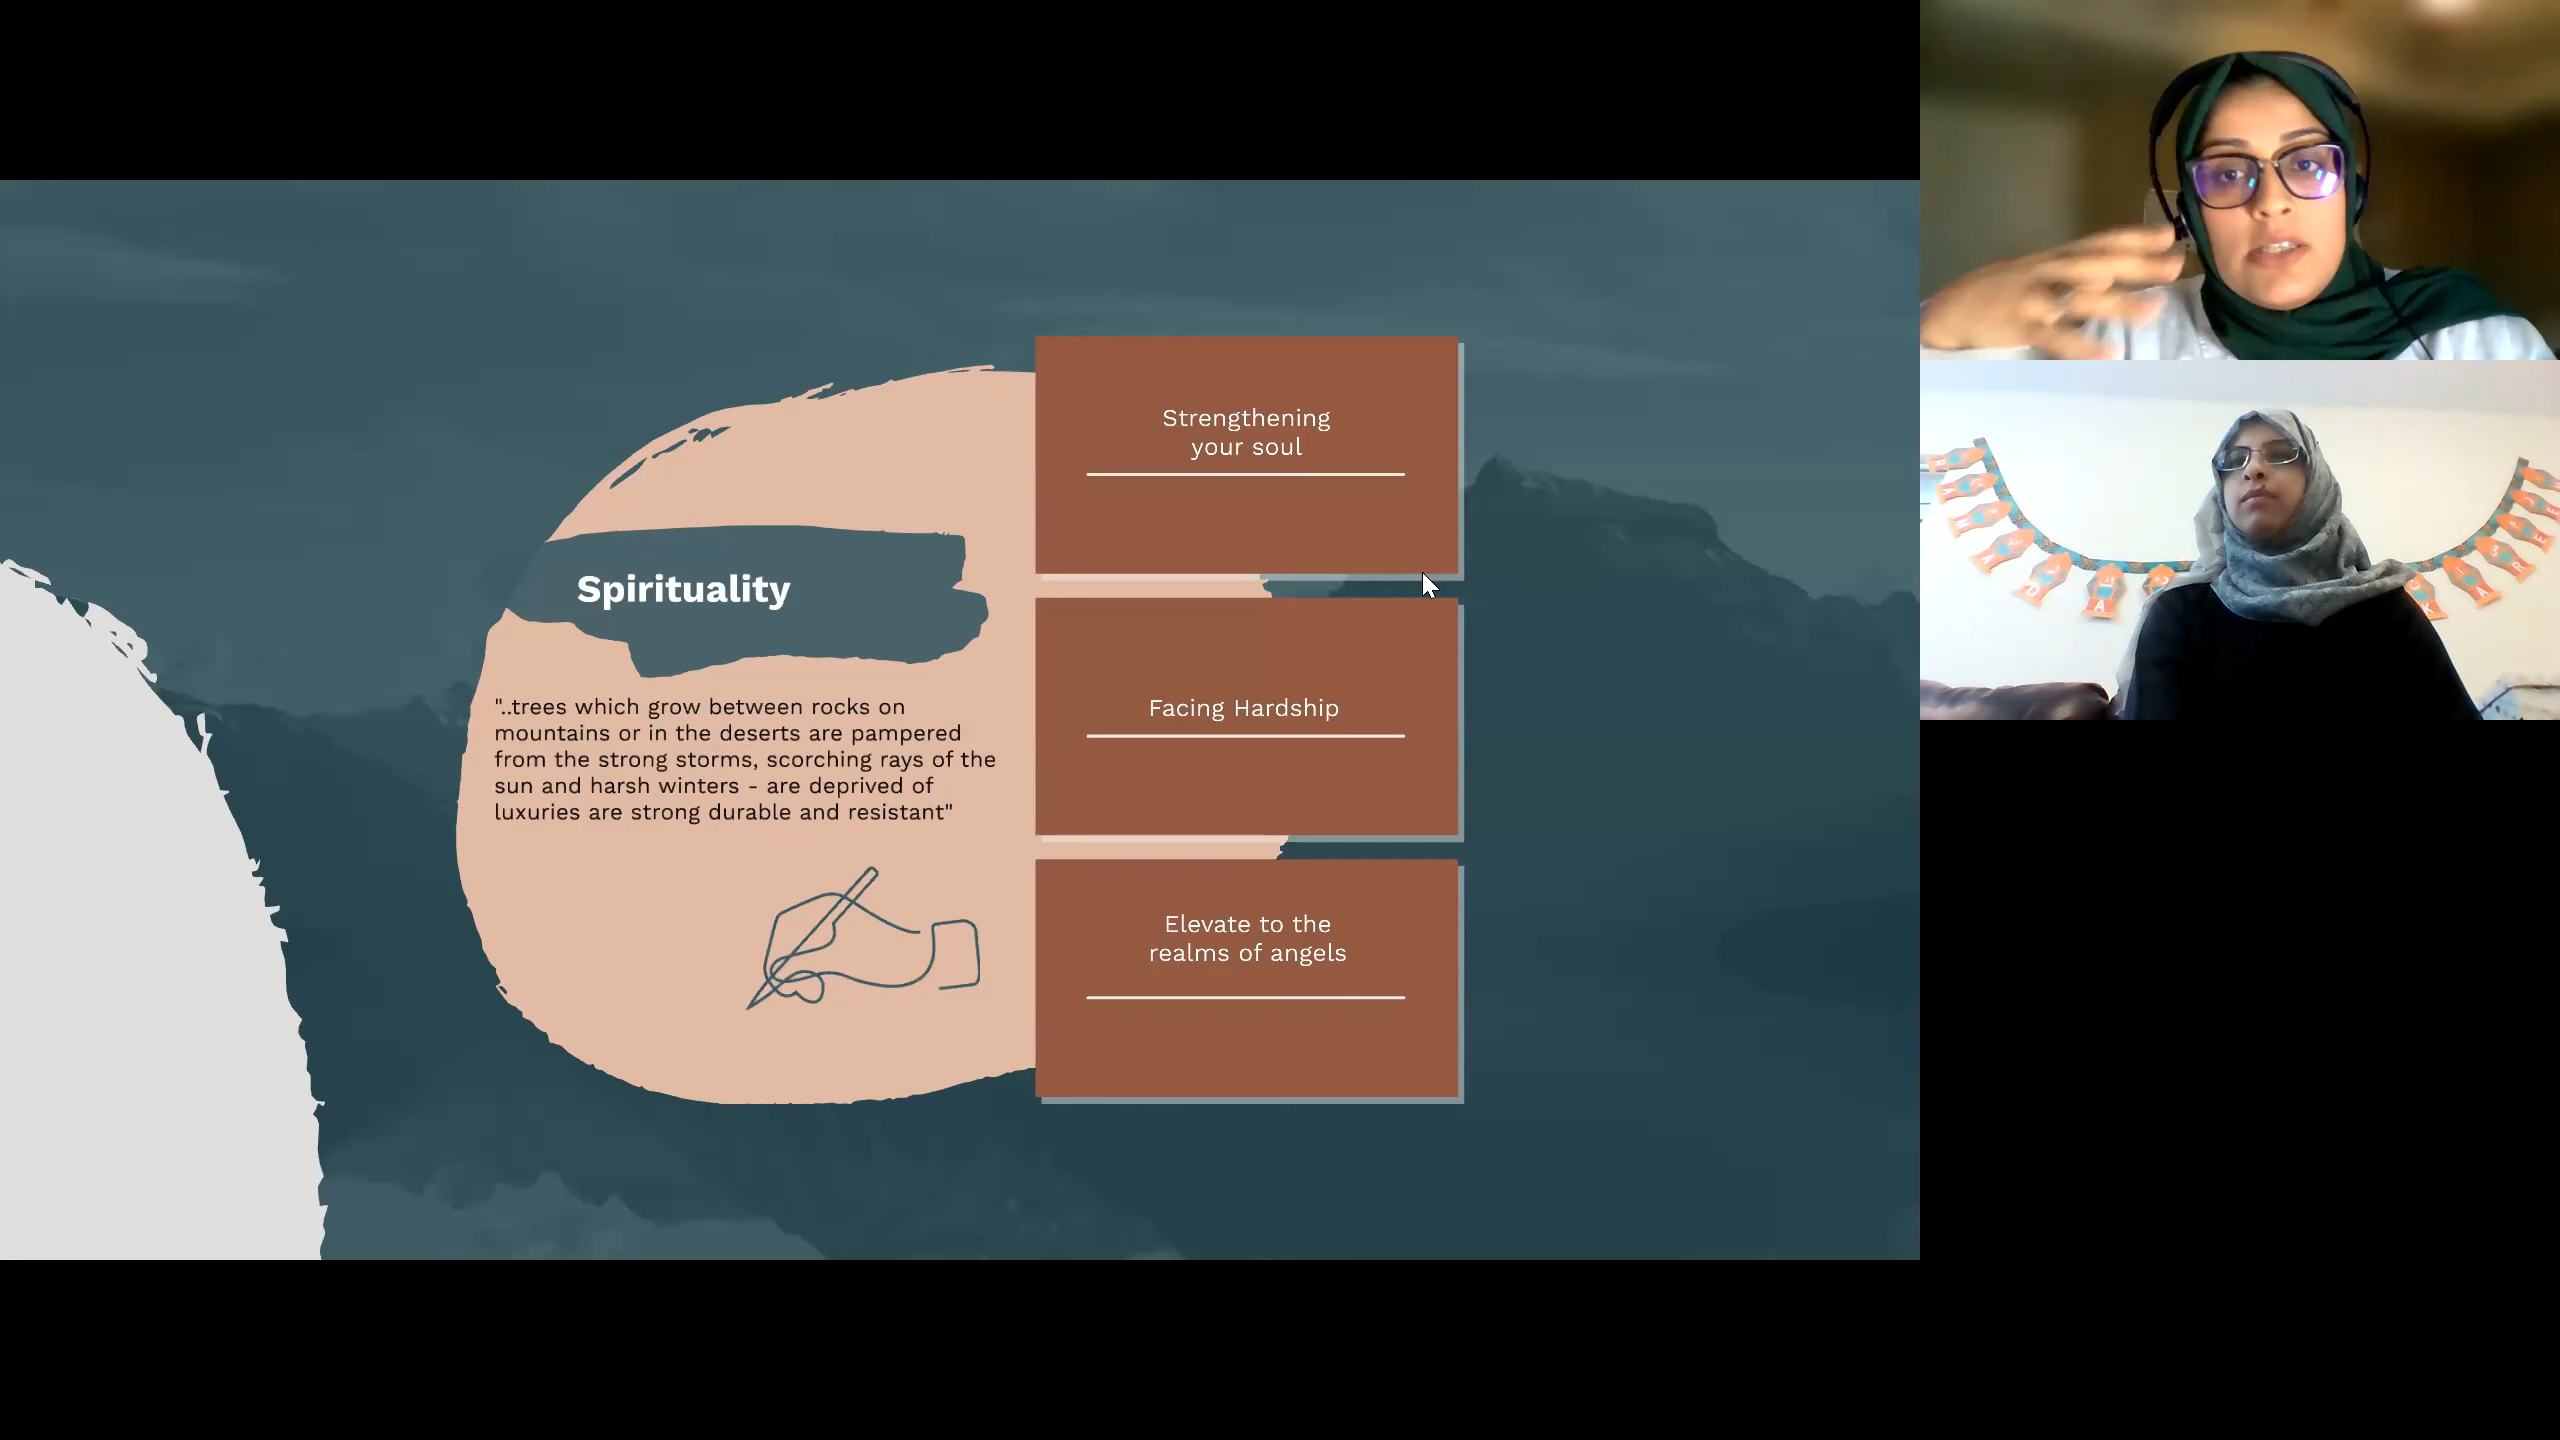 Spirituality
"..trees which grow between rocks on
mountains or in the deserts are pampered
from the strong storms, scorching rays of the
sun and harsh winters - are deprived of
luxuries are strong durable and resistant"
Strengthening
your soul
Facing Hardship
Elevate to the
realms of angels